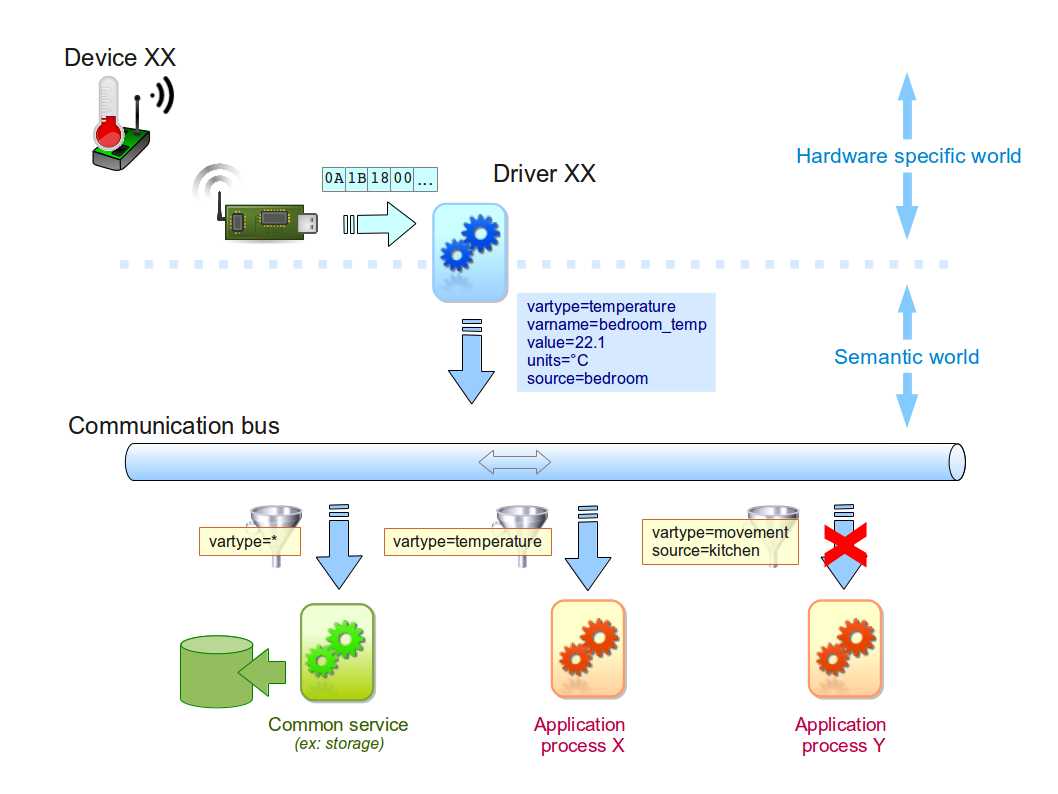 Device XX
0A 1B 18 00 ...
Driver XX
Hardware specific world
vartype=temperature
varname=bedroom_temp
value=22.1
units=°C
source=bedroom
Semantic world
Communication bus
vartype=*
vartype=temperature
vartype=movement
source=kitchen
Common service
(ex: storage)
Application
process X
Application
process Y